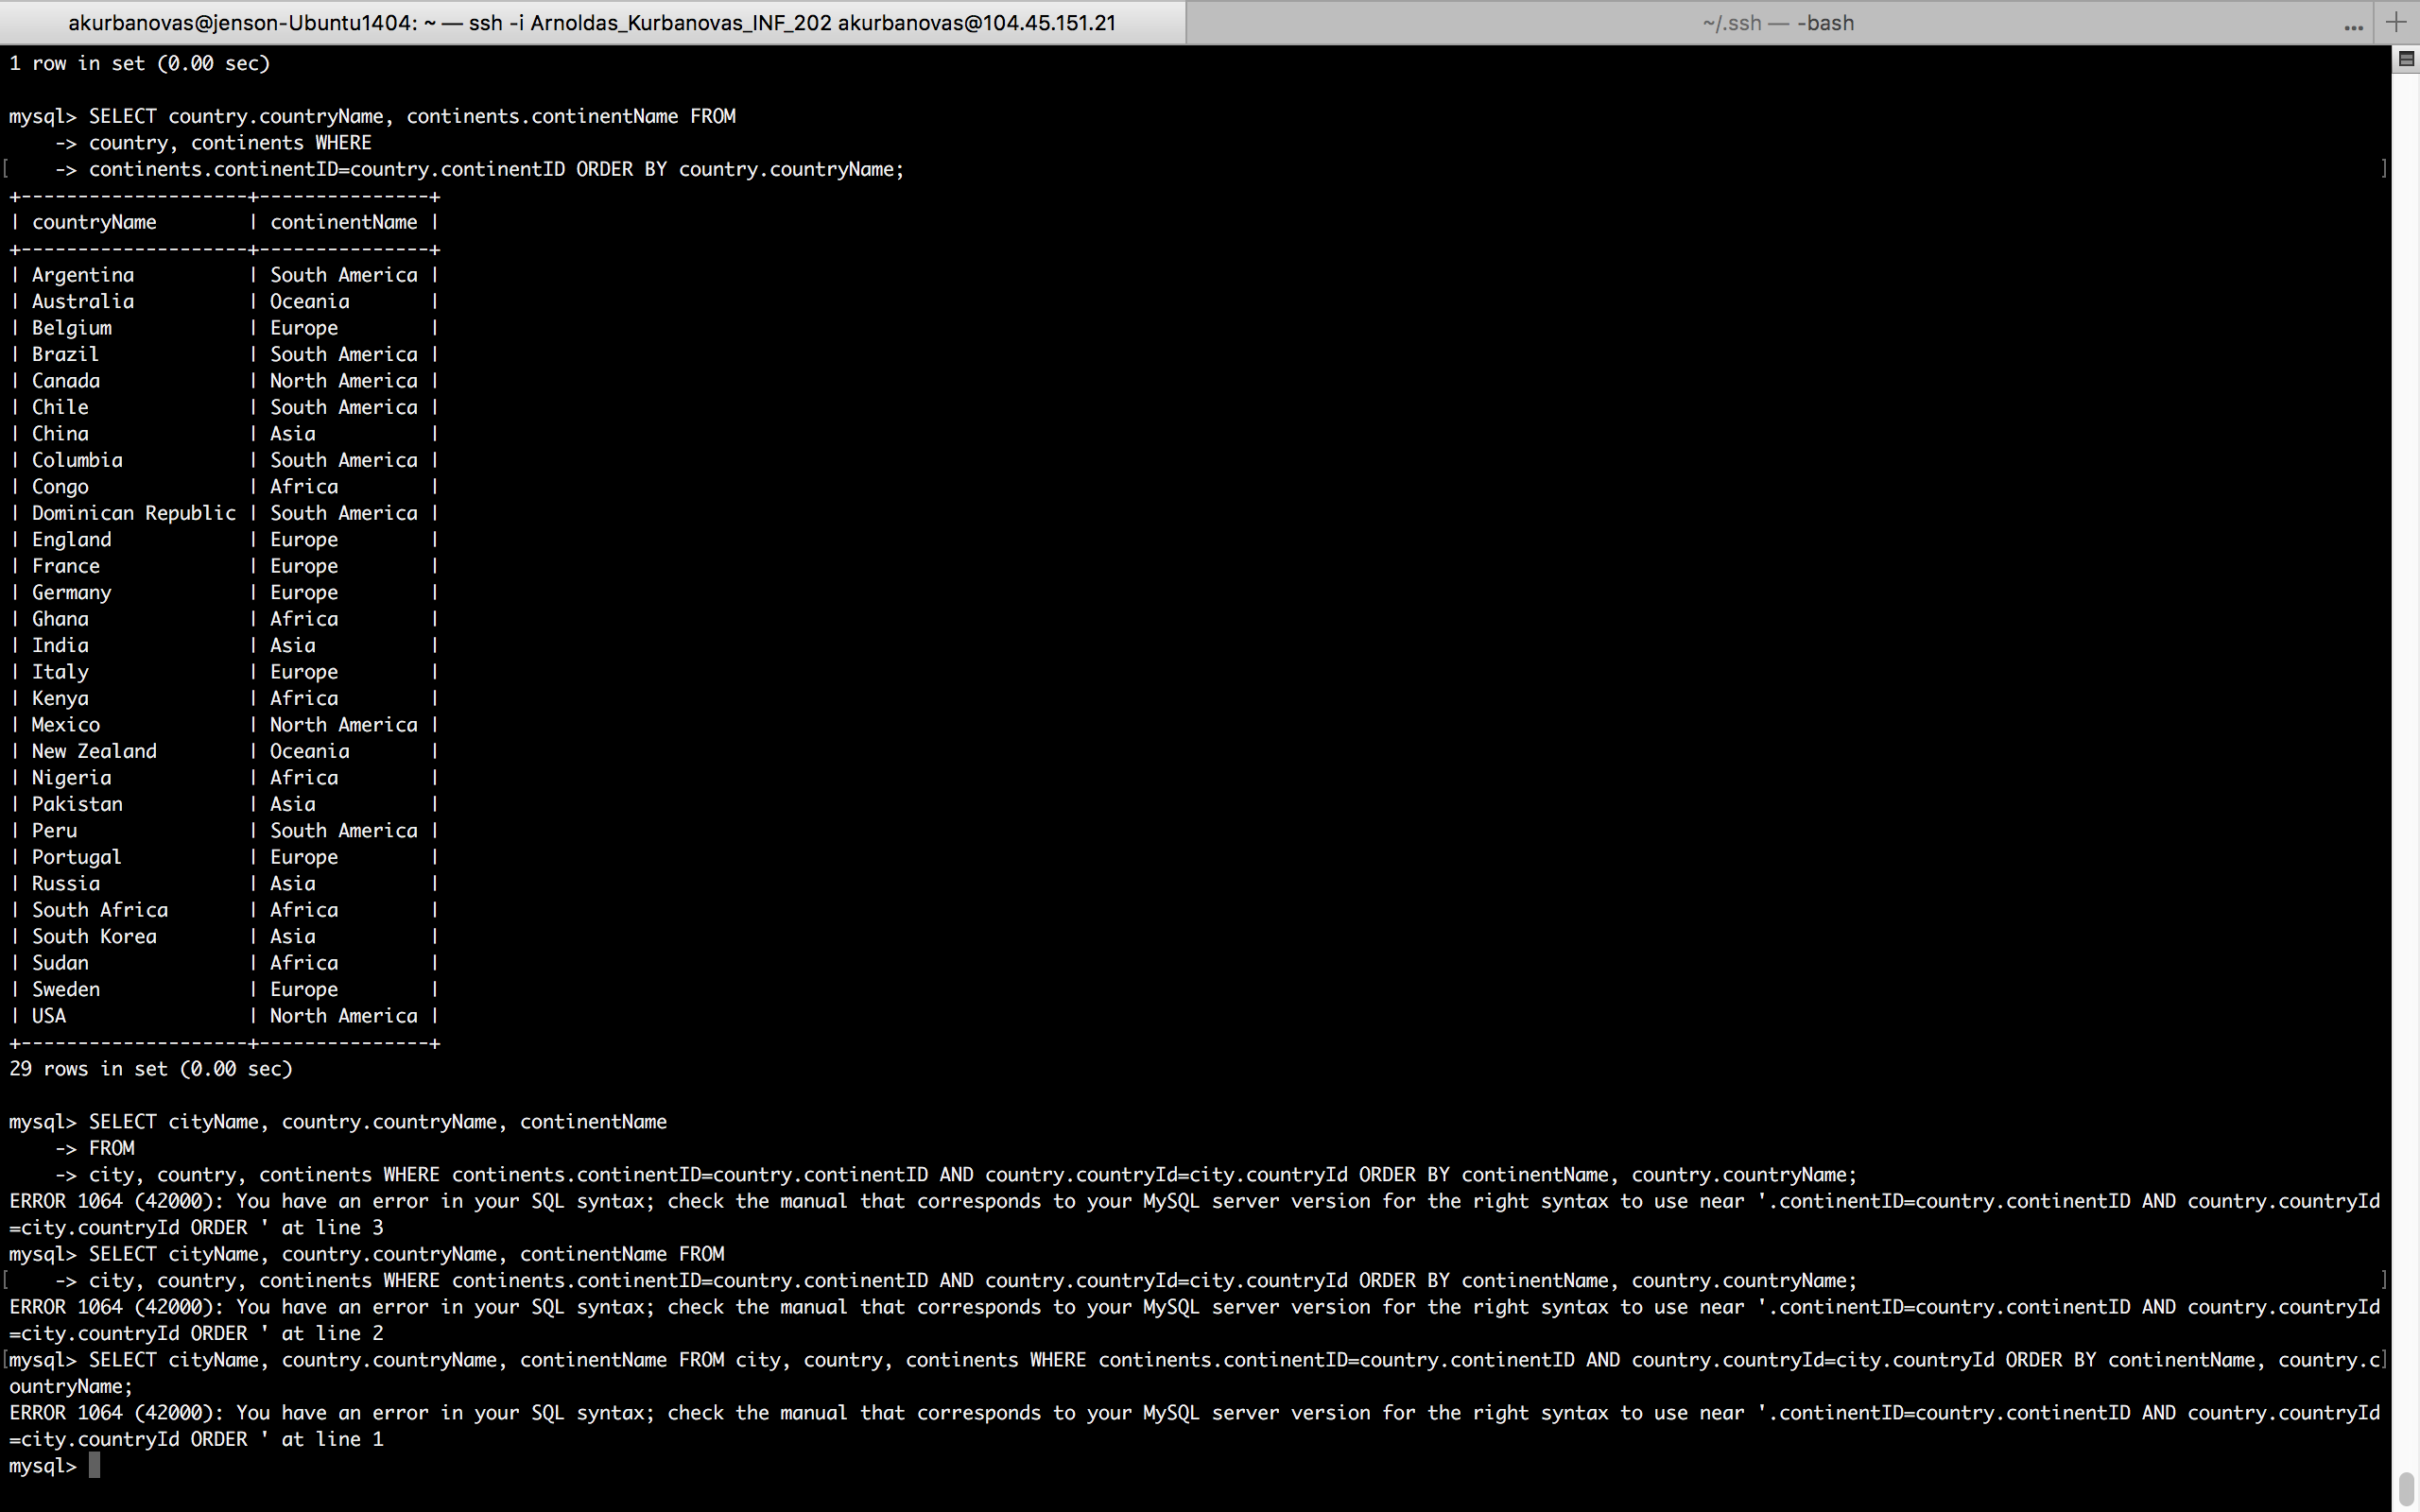 akurbanovas@jenson-Ubuntu1404: ~ — ssh -i Arnoldas_Kurbanovas_INF_202 akurbanovas@104.45.151.21
~/.ssh — -bash
1 row in set (0.00 sec)
mysql> SELECT country.countryName, continents.continentName FROM
    -> country, continents WHERE
[    -> continents.continentID=country.continentID ORDER BY country.countryName; ]
+--------------------+---------------+
| countryName        | continentName |
+--------------------+---------------+
| Argentina          | South America |
| Australia          | Oceania       |
| Belgium            | Europe        |
| Brazil             | South America |
| Canada             | North America |
| Chile              | South America |
| China              | Asia          |
| Columbia           | South America |
| Congo              | Africa        |
| Dominican Republic | South America |
| England            | Europe        |
| France             | Europe        |
| Germany            | Europe        |
| Ghana              | Africa        |
| India              | Asia          |
| Italy              | Europe        |
| Kenya              | Africa        |
| Mexico             | North America |
| New Zealand        | Oceania       |
| Nigeria            | Africa        |
| Pakistan           | Asia          |
| Peru               | South America |
| Portugal           | Europe        |
| Russia             | Asia          |
| South Africa       | Africa        |
| South Korea        | Asia          |
| Sudan              | Africa        |
| Sweden             | Europe        |
| USA                | North America |
+--------------------+---------------+
29 rows in set (0.00 sec)
mysql> SELECT cityName, country.countryName, continentName
    -> FROM
    -> city, country, continents WHERE continents.continentID=country.continentID AND country.countryId=city.countryId ORDER BY continentName, country.countryName;
ERROR 1064 (42000): You have an error in your SQL syntax; check the manual that corresponds to your MySQL server version for the right syntax to use near '.continentID=country.continentID AND country.countryId
=city.countryId ORDER ' at line 3
mysql> SELECT cityName, country.countryName, continentName FROM
[    -> city, country, continents WHERE continents.continentID=country.continentID AND country.countryId=city.countryId ORDER BY continentName, country.countryName; ]
ERROR 1064 (42000): You have an error in your SQL syntax; check the manual that corresponds to your MySQL server version for the right syntax to use near '.continentID=country.continentID AND country.countryId
=city.countryId ORDER ' at line 2
[mysql> SELECT cityName, country.countryName, continentName FROM city, country, continents WHERE continents.continentID=country.continentID AND country.countryId=city.countryId ORDER BY continentName, country.c]
ountryName;
ERROR 1064 (42000): You have an error in your SQL syntax; check the manual that corresponds to your MySQL server version for the right syntax to use near '.continentID=country.continentID AND country.countryId
=city.countryId ORDER ' at line 1
mysql>